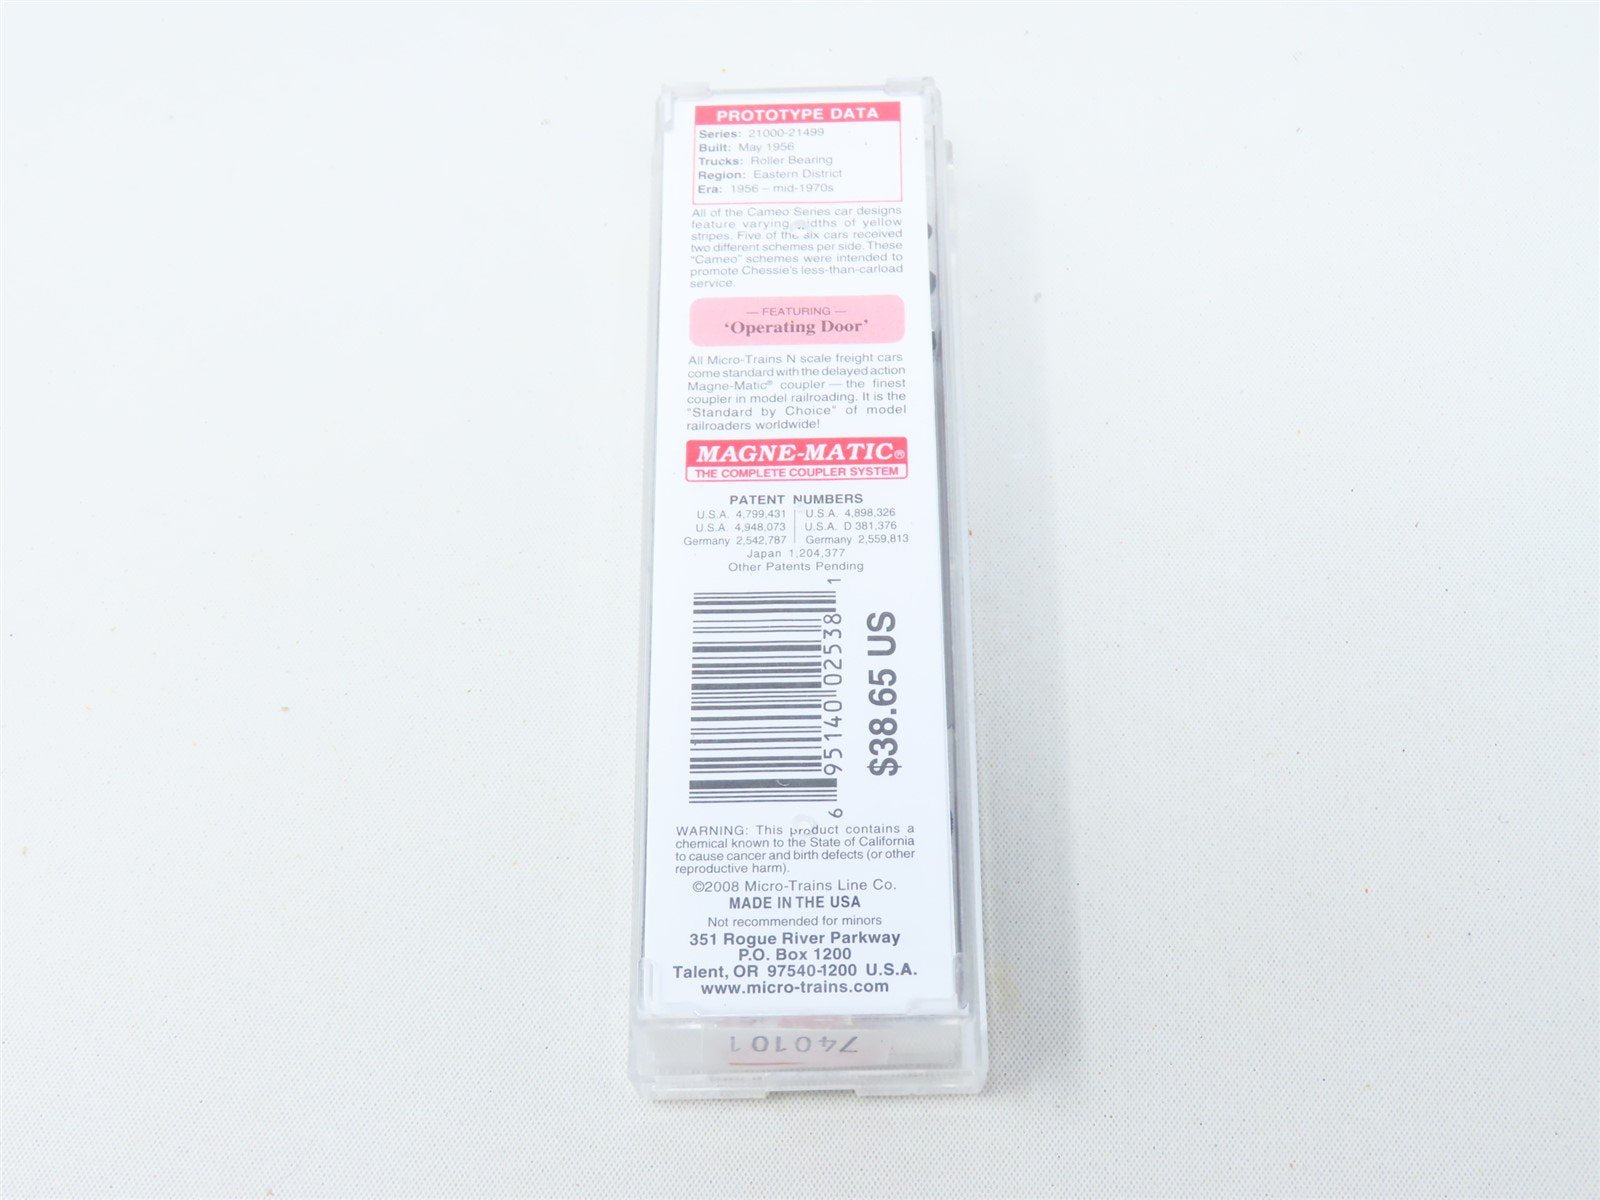 PROTOTYPE DATA
Series: 21000-21499
Built: May 1956
Trucks: Roller Bearing
Region: Eastern District
Era: 1956 – mid-1970s
All of the Cameo Series car designs
feature varying widths of yellow
stripes. Five of the six cars received
two different schemes per side. These
“Cameo” schemes were intended to
promote Chessie's less-than-carload
service.
— FEATURING —
‘Operating Door’
All Micro-Trains N scale freight cars
come standard with the delayed action
Magne-Matic® coupler — the finest
coupler in model railroading. It is the
“Standard by Choice” of model
railroaders worldwide!
MAGNE-MATIC®
THE COMPLETE COUPLER SYSTEM
PATENT NUMBERS
U.S.A. 4,799,431 | U.S.A. 4,898,326
U.S.A 4,948,073 | U.S.A. D 381,376
Germany 2,542,787 | Germany 2,559,813
Japan 1,204,377
Other Patents Pending
6 95140 02538 1
$38.65 US
WARNING: This product contains a
chemical known to the State of California
to cause cancer and birth defects (or other
reproductive harm).
©2008 Micro-Trains Line Co.
MADE IN THE USA
Not recommended for minors
351 Rogue River Parkway
P.O. Box 1200
Talent, OR 97540-1200 U.S.A.
www.micro-trains.com
740101